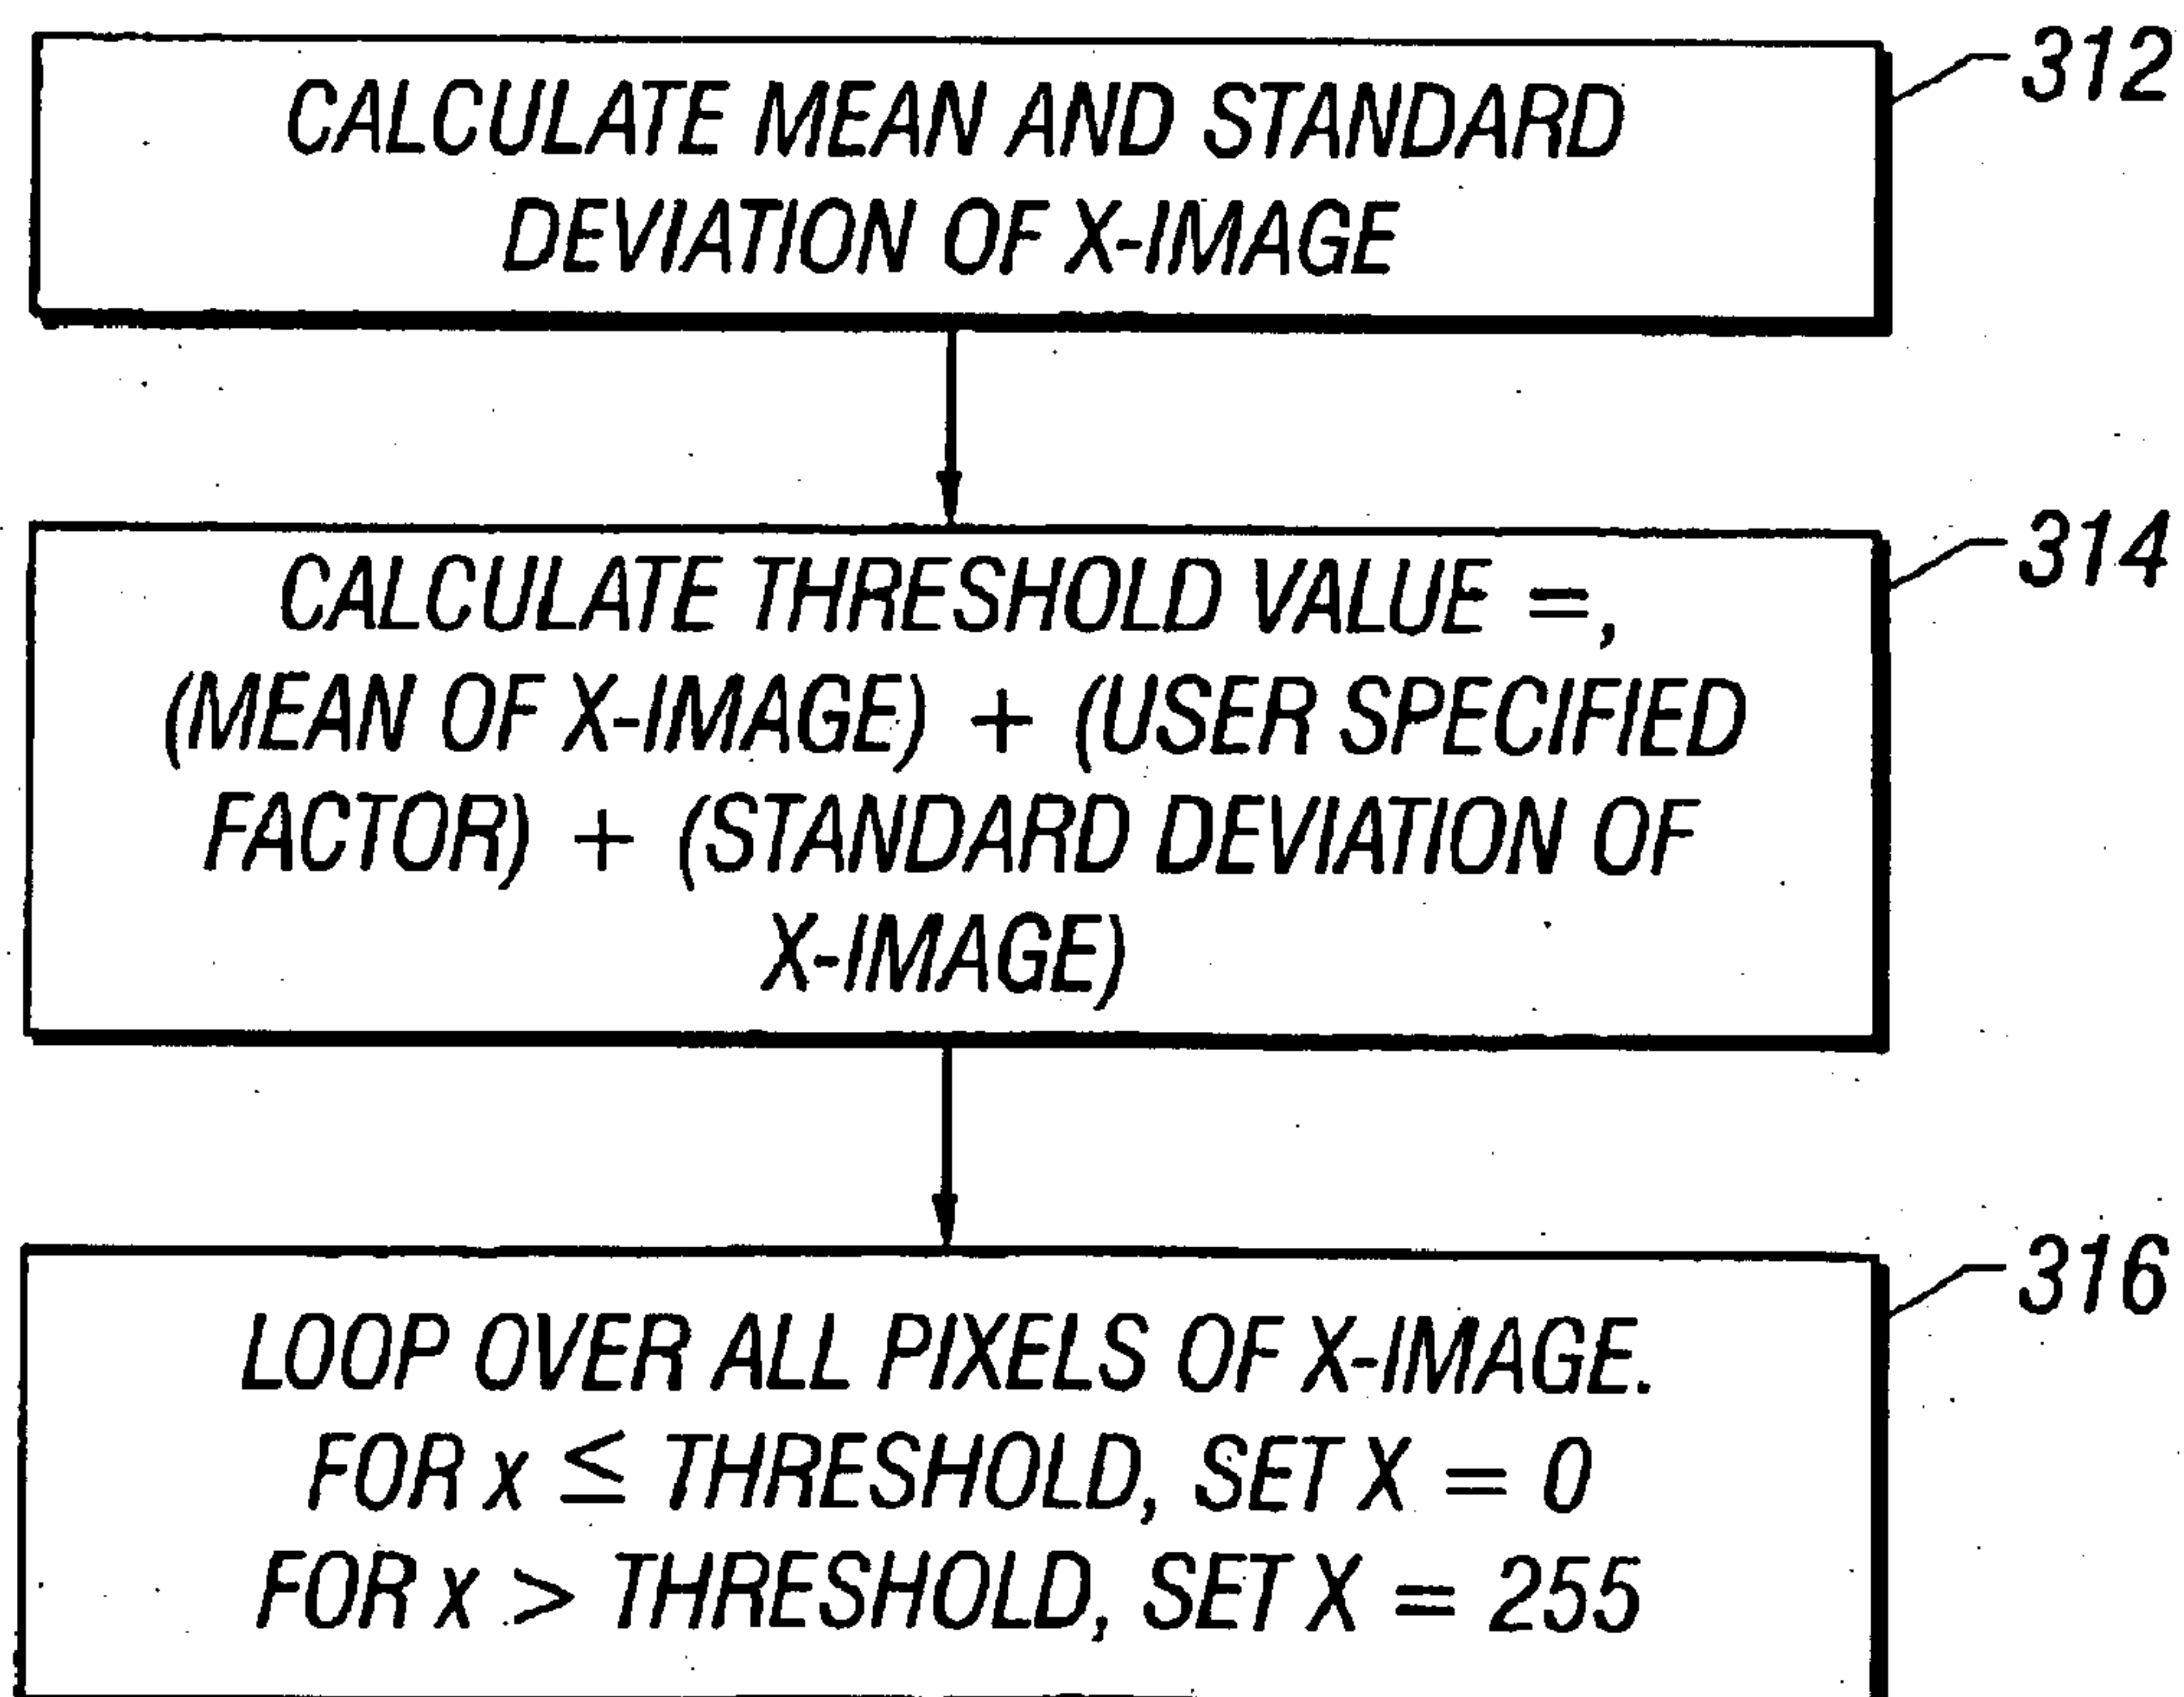 CALCULATE MEAN AND STANDARD
DEVIATION OF X-IMAGE
312
CALCULATE THRESHOLD VALUE =,
(MEAN OF X-IMAGE) + (USER SPECIFIED
FACTOR) + (STANDARD DEVIATION OF
X-IMAGE)
314
LOOP OVER ALL PIXELS OF X-IMAGE.
FOR x ≤ THRESHOLD, SET X = 0
FOR x > THRESHOLD, SET X = 255
316